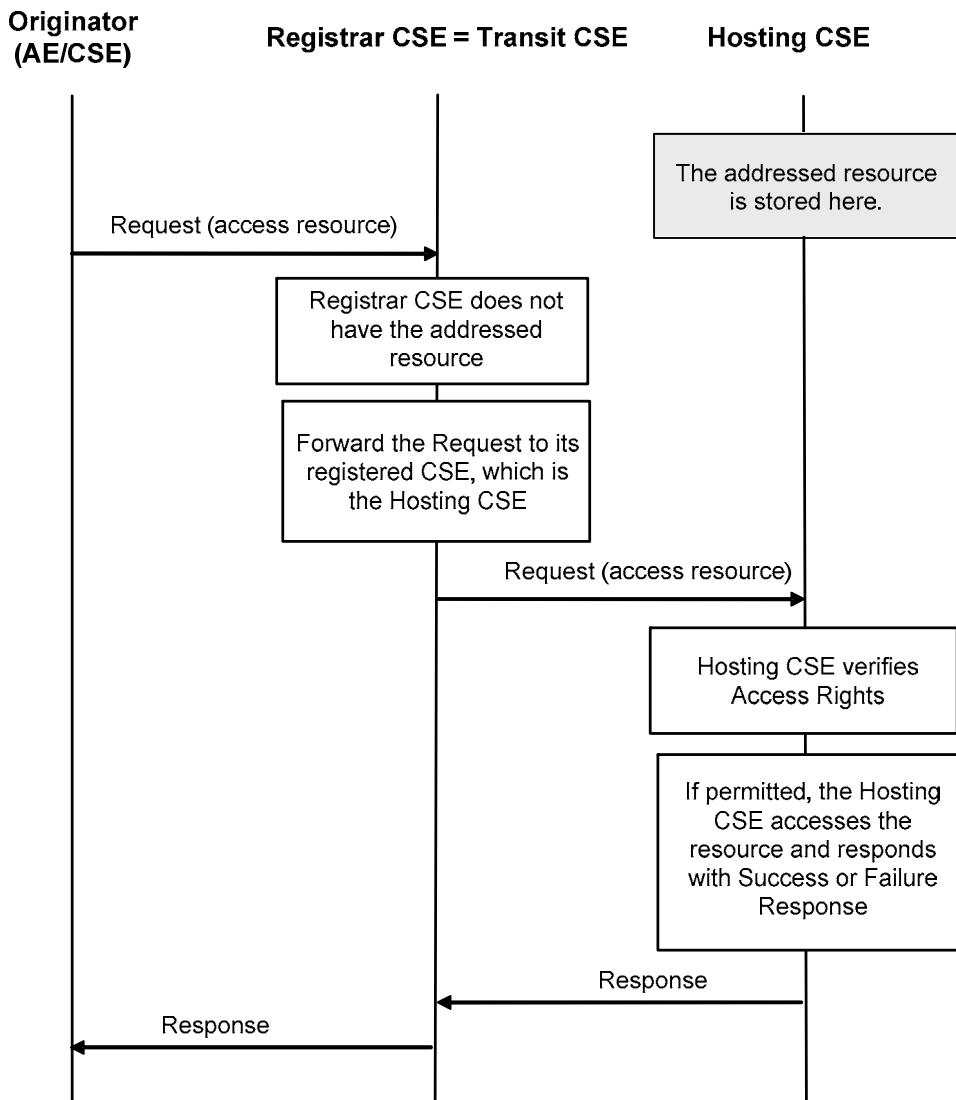 Originator
(AE/CSE)
Registrar CSE = Transit CSE
Hosting CSE
The addressed resource
is stored here.
Request (access resource)
Registrar CSE does not
have the addressed
resource
Forward the Request to its
registered CSE, which is
the Hosting CSE
Request (access resource)
Hosting CSE verifies
Access Rights
If permitted, the Hosting
CSE accesses the
resource and responds
with Success or Failure
Response
Response
Response